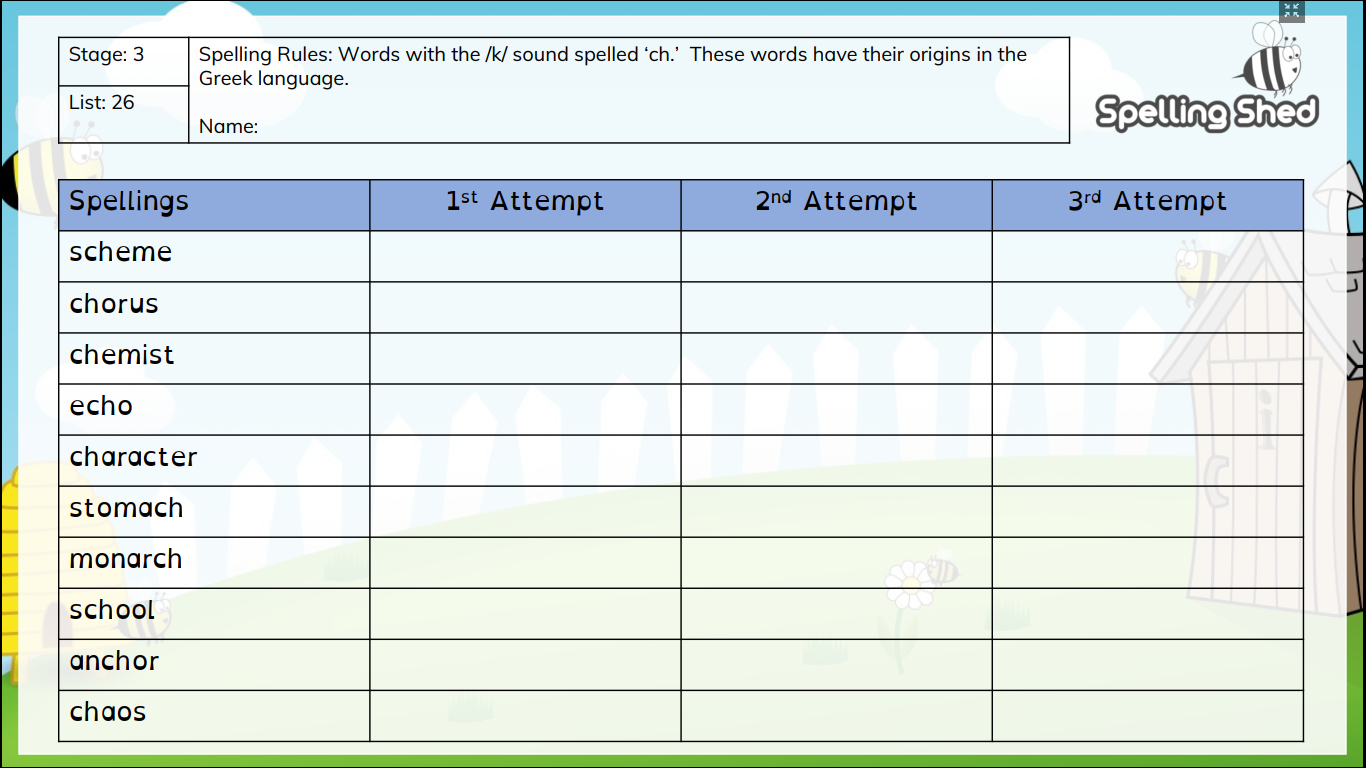 Stage: 3
Spelling Rules: Words with the /k/ sound spelled ‘ch.’  These words have their origins in the
Greek language.
List: 26
Name:
Spelling Shed
Spellings 1st Attempt 2nd Attempt 3rd Attempt
scheme
chorus
chemist
echo
character
stomach
monarch
school
anchor
chaos